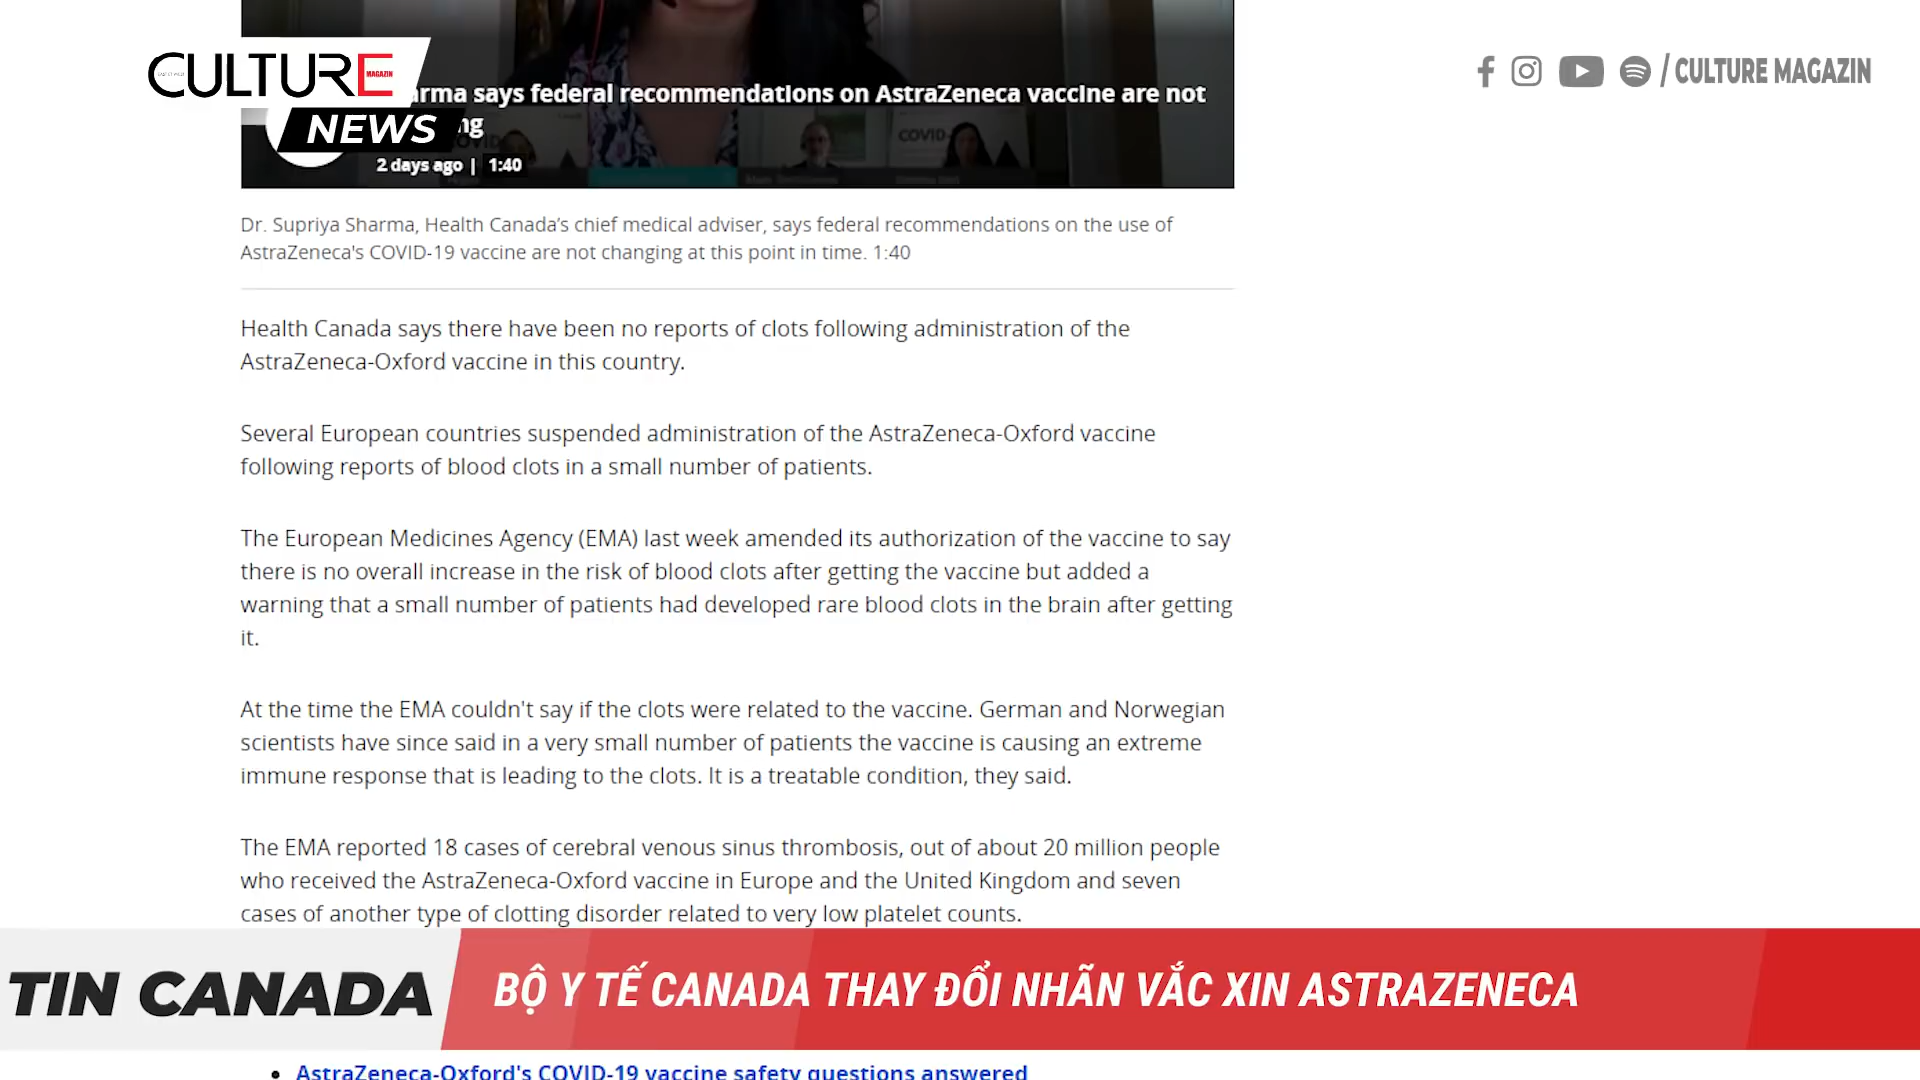 CULTURE
MAGAZIN
NEWS
/ CULTURE MAGAZIN
rma says federal recommendations on AstraZeneca vaccine are not
ng
COVID-
2 days ago | 1:40
Dr. Supriya Sharma, Health Canada's chief medical adviser, says federal recommendations on the use of
AstraZeneca's COVID-19 vaccine are not changing at this point in time. 1:40
Health Canada says there have been no reports of clots following administration of the
AstraZeneca-Oxford vaccine in this country.
Several European countries suspended administration of the AstraZeneca-Oxford vaccine
following reports of blood clots in a small number of patients.
The European Medicines Agency (EMA) last week amended its authorization of the vaccine to say
there is no overall increase in the risk of blood clots after getting the vaccine but added a
warning that a small number of patients had developed rare blood clots in the brain after getting
it.
At the time the EMA couldn't say if the clots were related to the vaccine. German and Norwegian
scientists have since said in a very small number of patients the vaccine is causing an extreme
immune response that is leading to the clots. It is a treatable condition, they said.
The EMA reported 18 cases of cerebral venous sinus thrombosis, out of about 20 million people
who received the AstraZeneca-Oxford vaccine in Europe and the United Kingdom and seven
cases of another type of clotting disorder related to very low platelet counts.
TIN CANADA
BỘ Y TẾ CANADA THAY ĐỔI NHÃN VẮC XIN ASTRAZENECA
AstraZeneca-Oxford's COVID-19 vaccine safety questions answered